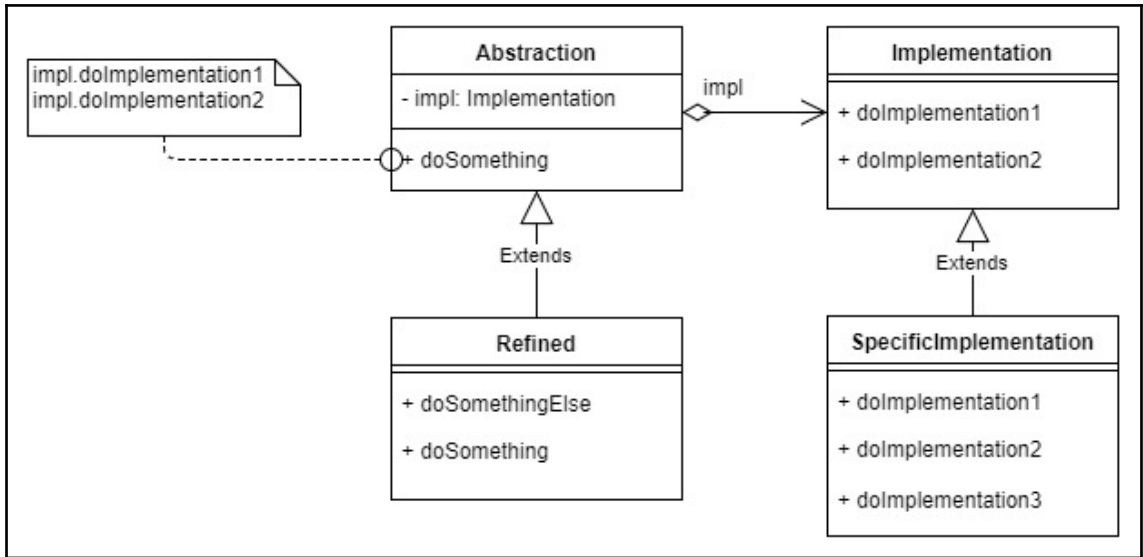 impl.doImplementation1
impl.doImplementation2
Abstraction
- impl: Implementation
+ doSomething
impl
Implementation
+ doImplementation1
+ doImplementation2
Extends
Extends
Refined
+ doSomethingElse
+ doSomething
SpecificImplementation
+ doImplementation1
+ doImplementation2
+ doImplementation3